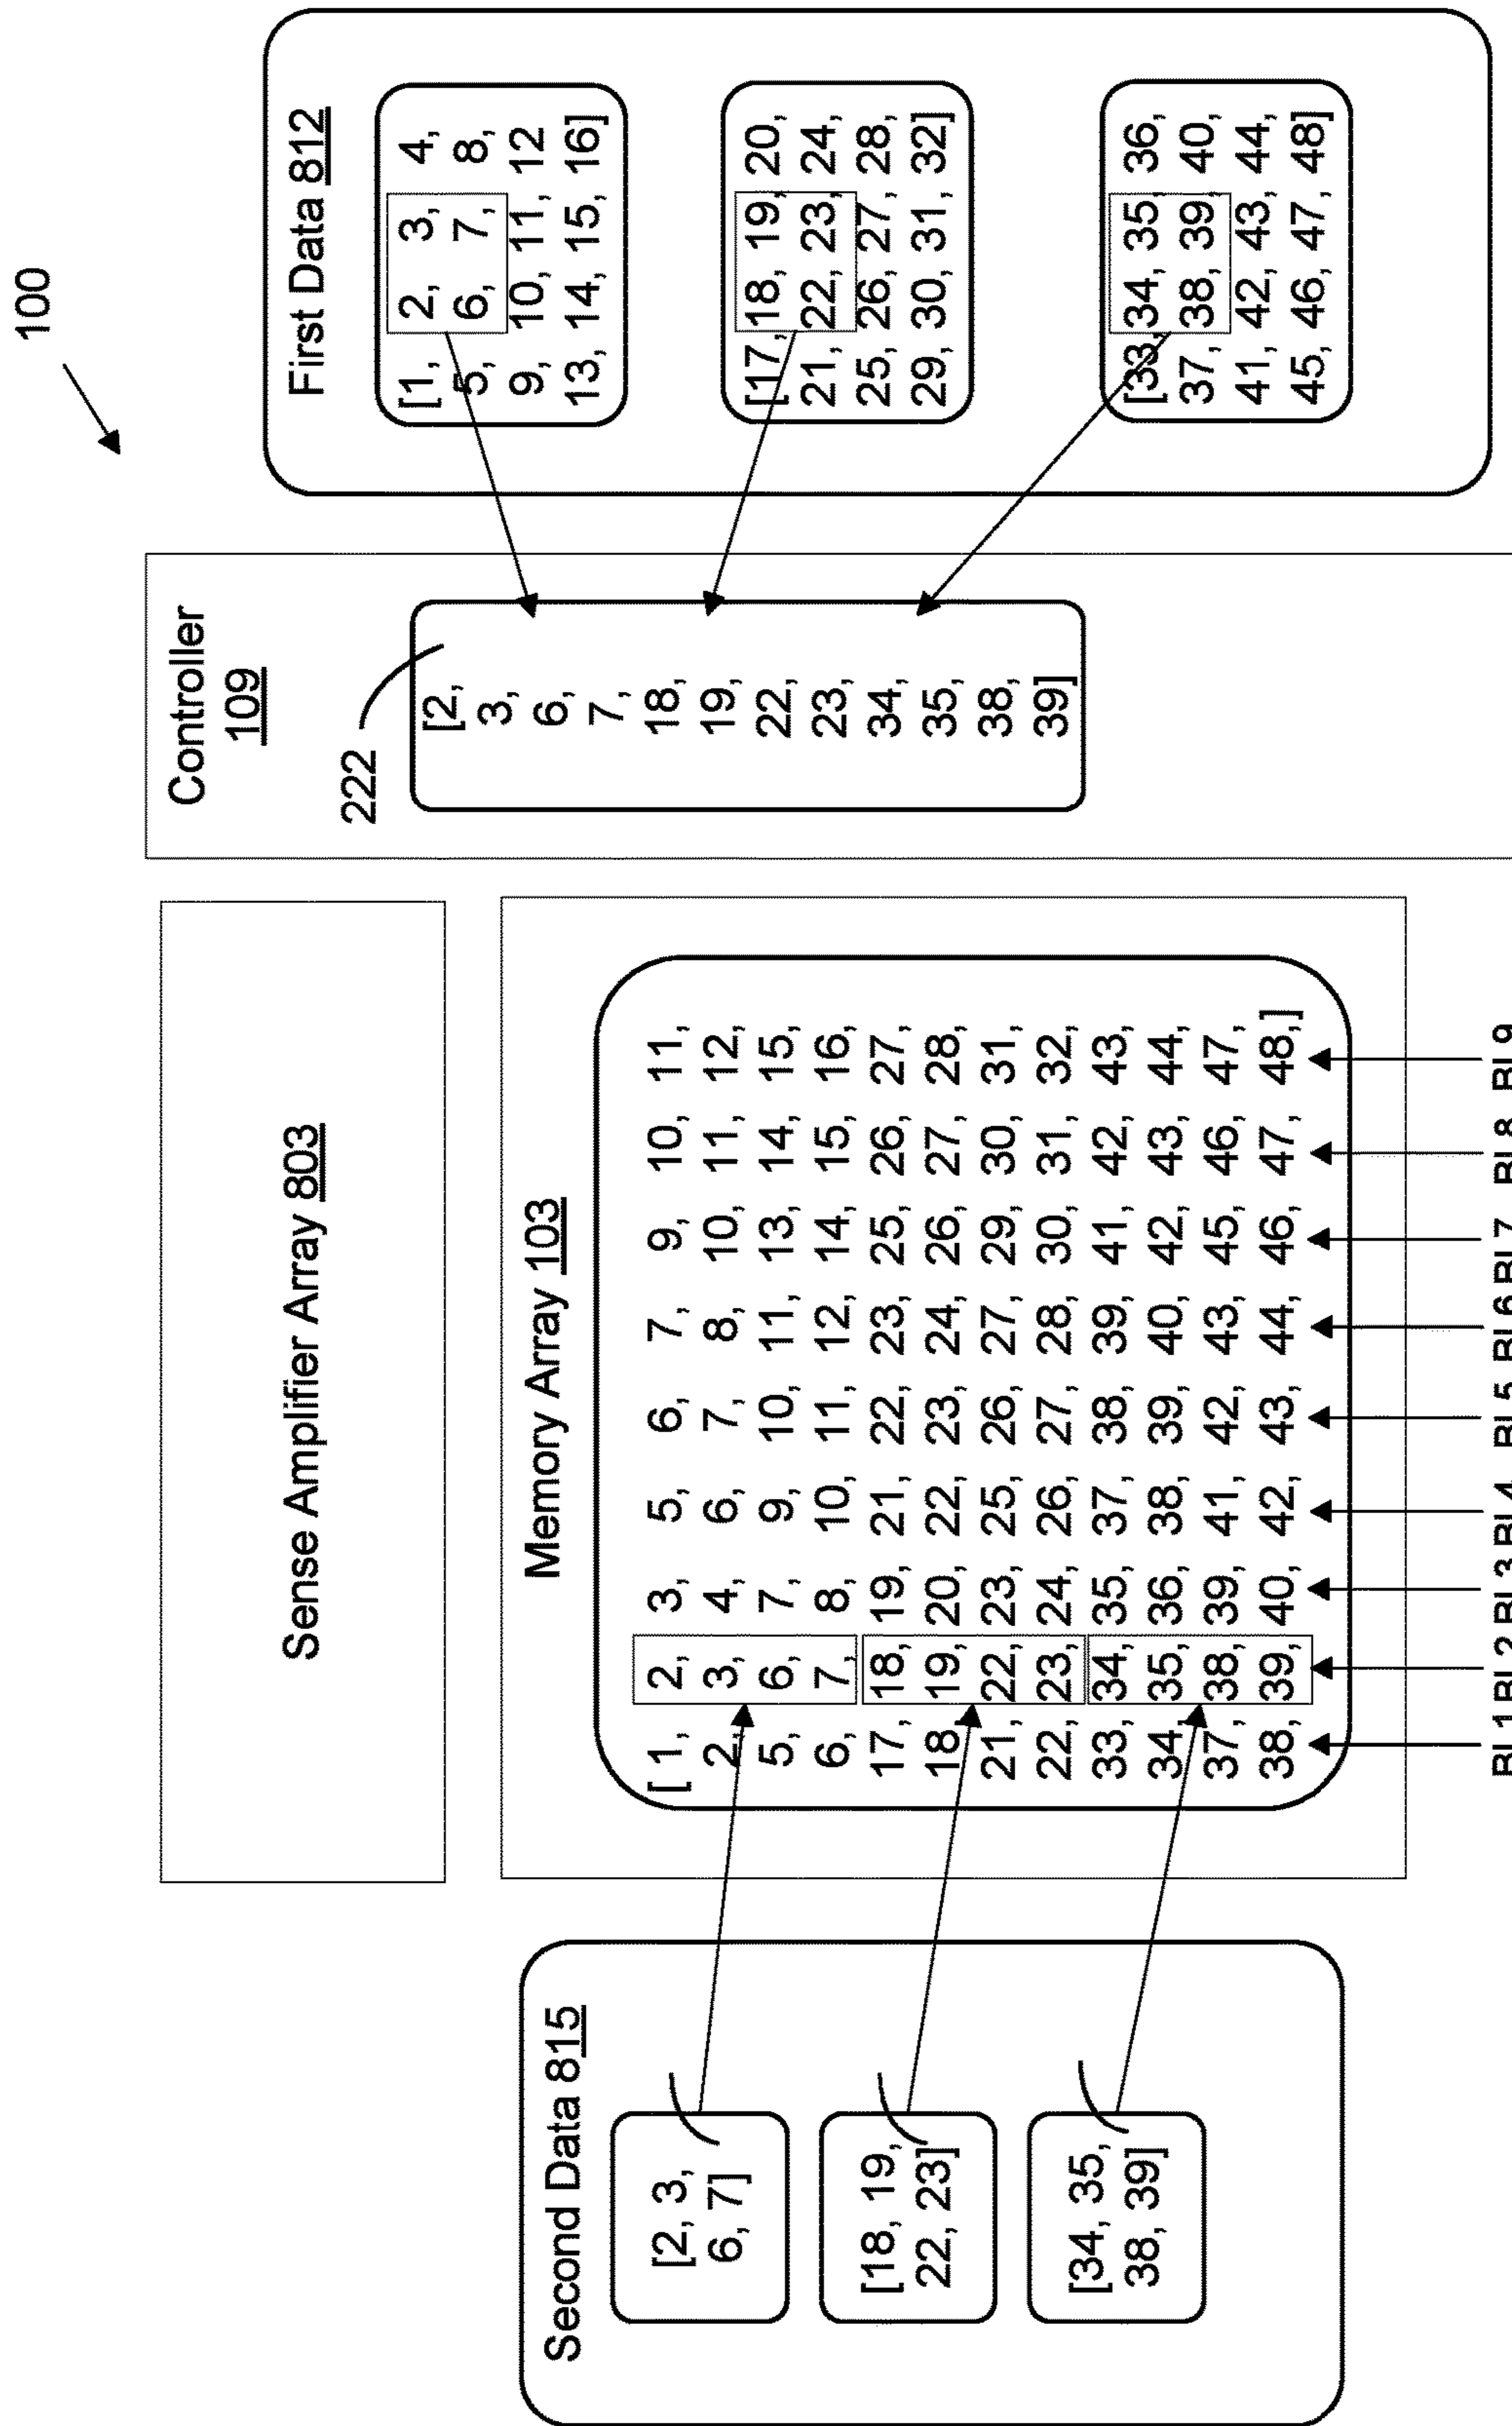 100
Second Data 815
[2, 3,
6, 7]
[18, 19,
22, 23]
[34, 35,
38, 39]
Sense Amplifier Array 803
Memory Array 103
[ 1, 2, 3, 5, 6, 7, 9, 10, 11,
2, 3, 4, 6, 7, 8, 10, 11, 12,
5, 6, 7, 9, 10, 11, 13, 14, 15,
6, 7, 8, 10, 11, 12, 14, 15, 16,
17, 18, 19, 21, 22, 23, 25, 26, 27,
18, 19, 20, 22, 23, 24, 26, 27, 28,
21, 22, 23, 25, 26, 27, 29, 30, 31,
22, 23, 24, 26, 27, 28, 30, 31, 32,
33, 34, 35, 37, 38, 39, 41, 42, 43,
34, 35, 36, 38, 39, 40, 42, 43, 44,
37, 38, 39, 41, 42, 43, 45, 46, 47,
38, 39, 40, 42, 43, 44, 46, 47, 48,]
BL1 BL2 BL3 BL4 BL5 BL6 BL7 BL8 BL9
Controller
109
222
[2,
3,
6,
7,
18,
19,
22,
23,
34,
35,
38,
39]
First Data 812
[1, 2, 3, 4,
5, 6, 7, 8,
9, 10, 11, 12
13, 14, 15, 16]
[17, 18, 19, 20,
21, 22, 23, 24,
25, 26, 27, 28,
29, 30, 31, 32]
[33, 34, 35, 36,
37, 38, 39, 40,
41, 42, 43, 44,
45, 46, 47, 48]